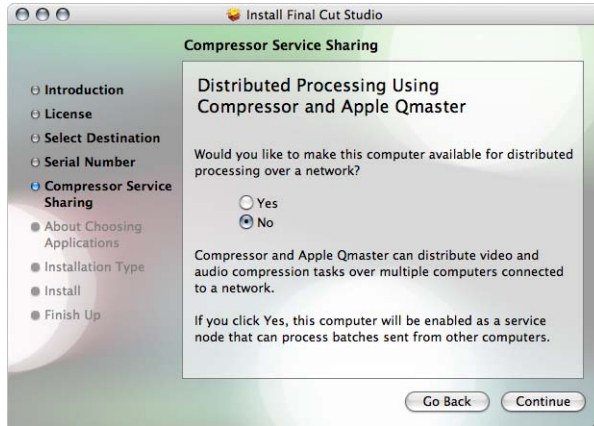 Install Final Cut Studio
Compressor Service Sharing
Introduction
License
Select Destination
Serial Number
Compressor Service
Sharing
About Choosing
Applications
Installation Type
Install
Finish Up
Distributed Processing Using
Compressor and Apple Qmaster
Would you like to make this computer available for distributed
processing over a network?
Yes
No
Compressor and Apple Qmaster can distribute video and
audio compression tasks over multiple computers connected
to a network.
If you click Yes, this computer will be enabled as a service
node that can process batches sent from other computers.
Go Back
Continue